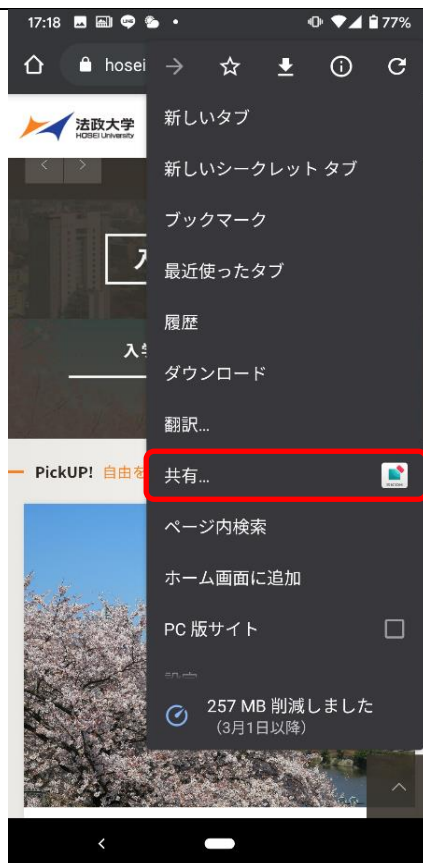 17:18
77%
hosei
法政大学
HOSEI University
新しいタブ
新しいシークレット タブ
ブックマーク
最近使ったタブ
履歴
入学
ダウンロード
翻訳...
PickUP! 自由を
共有...
ページ内検索
ホーム画面に追加
PC 版サイト
設定
257 MB 削減しました
(3月1日以降)